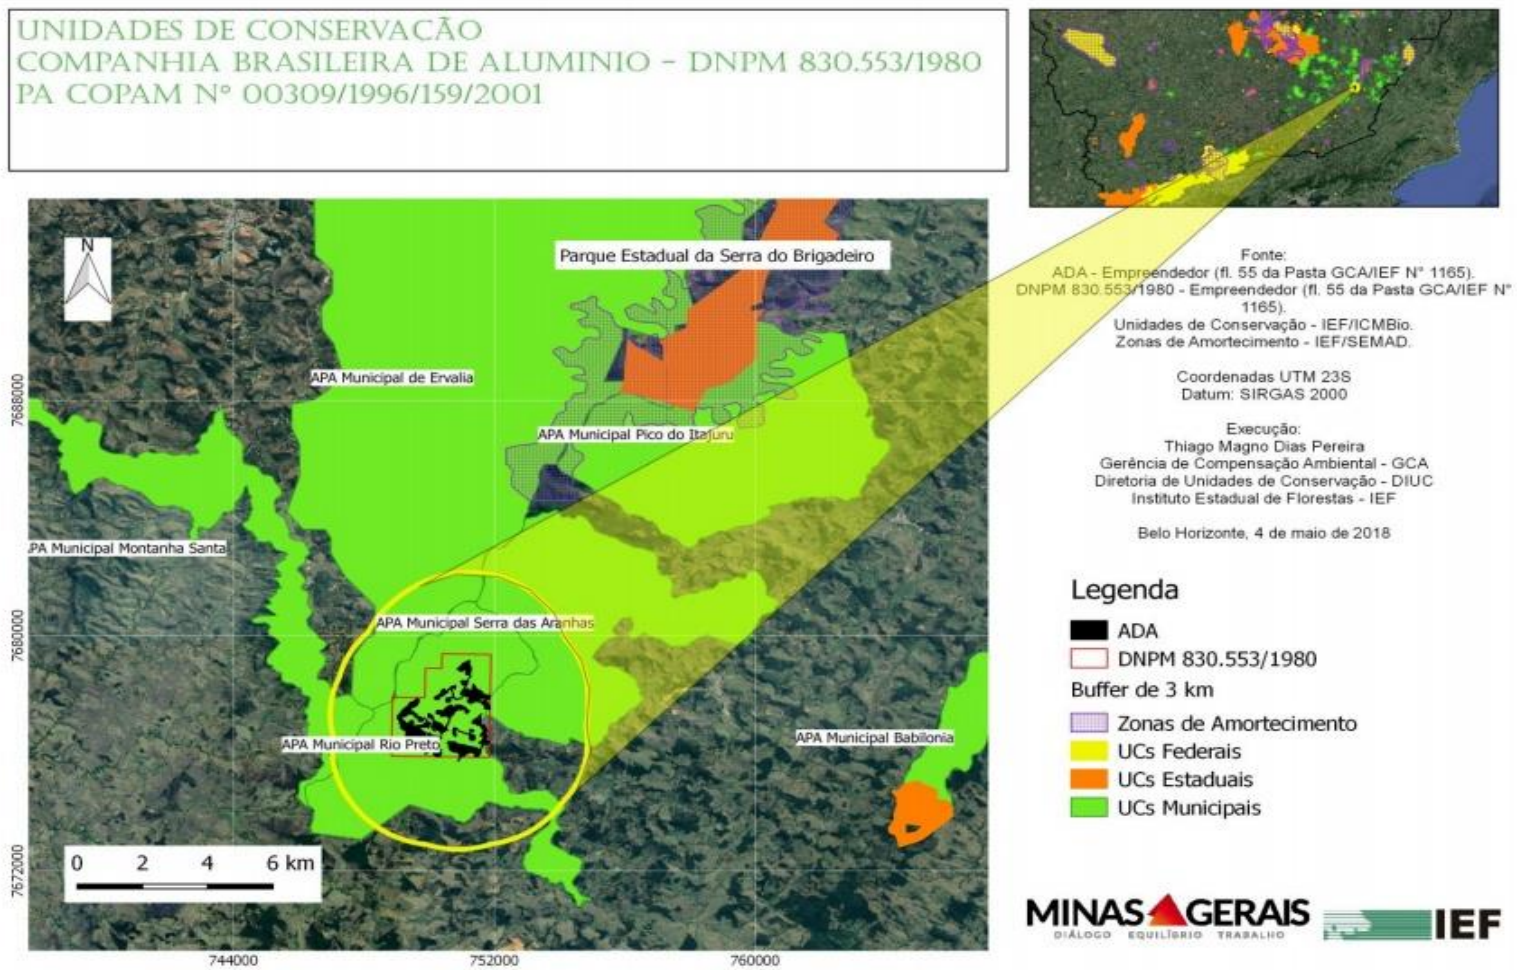 UNIDADES DE CONSERVACÃO
COMPANHIA BRASILEIRA DE ALUMINIO – DNPM 830.553/1980
PA COPAM Nº 00309/1996/159/2001
N
Parque Estadual da Serra do Brigadeiro
APA Municipal de Ervalia
APA Municipal Pico do Itajuru
PA Municipal Montanha Santa
APA Municipal Serra das Aranhas
APA Municipal Rio Preto
APA Municipal Babilonia
7688000
7680000
7672000
0 2 4 6 km
744000 752000 760000
Fonte:
ADA - Empreendedor (fl. 55 da Pasta GCA/IEF N° 1165).
DNPM 830.553/1980 - Empreendedor (fl. 55 da Pasta GCA/IEF N°
1165).
Unidades de Conservação - IEF/ICMBio.
Zonas de Amortecimento - IEF/SEMAD.
Coordenadas UTM 23S
Datum: SIRGAS 2000
Execução:
Thiago Magno Dias Pereira
Gerência de Compensação Ambiental - GCA
Diretoria de Unidades de Conservação - DIUC
Instituto Estadual de Florestas - IEF
Belo Horizonte, 4 de maio de 2018
Legenda
ADA
DNPM 830.553/1980
Buffer de 3 km
Zonas de Amortecimento
UCs Federais
UCs Estaduais
UCs Municipais
MINAS GERAIS
DIÁLOGO EQUILÍBRIO TRABALHO
IEF